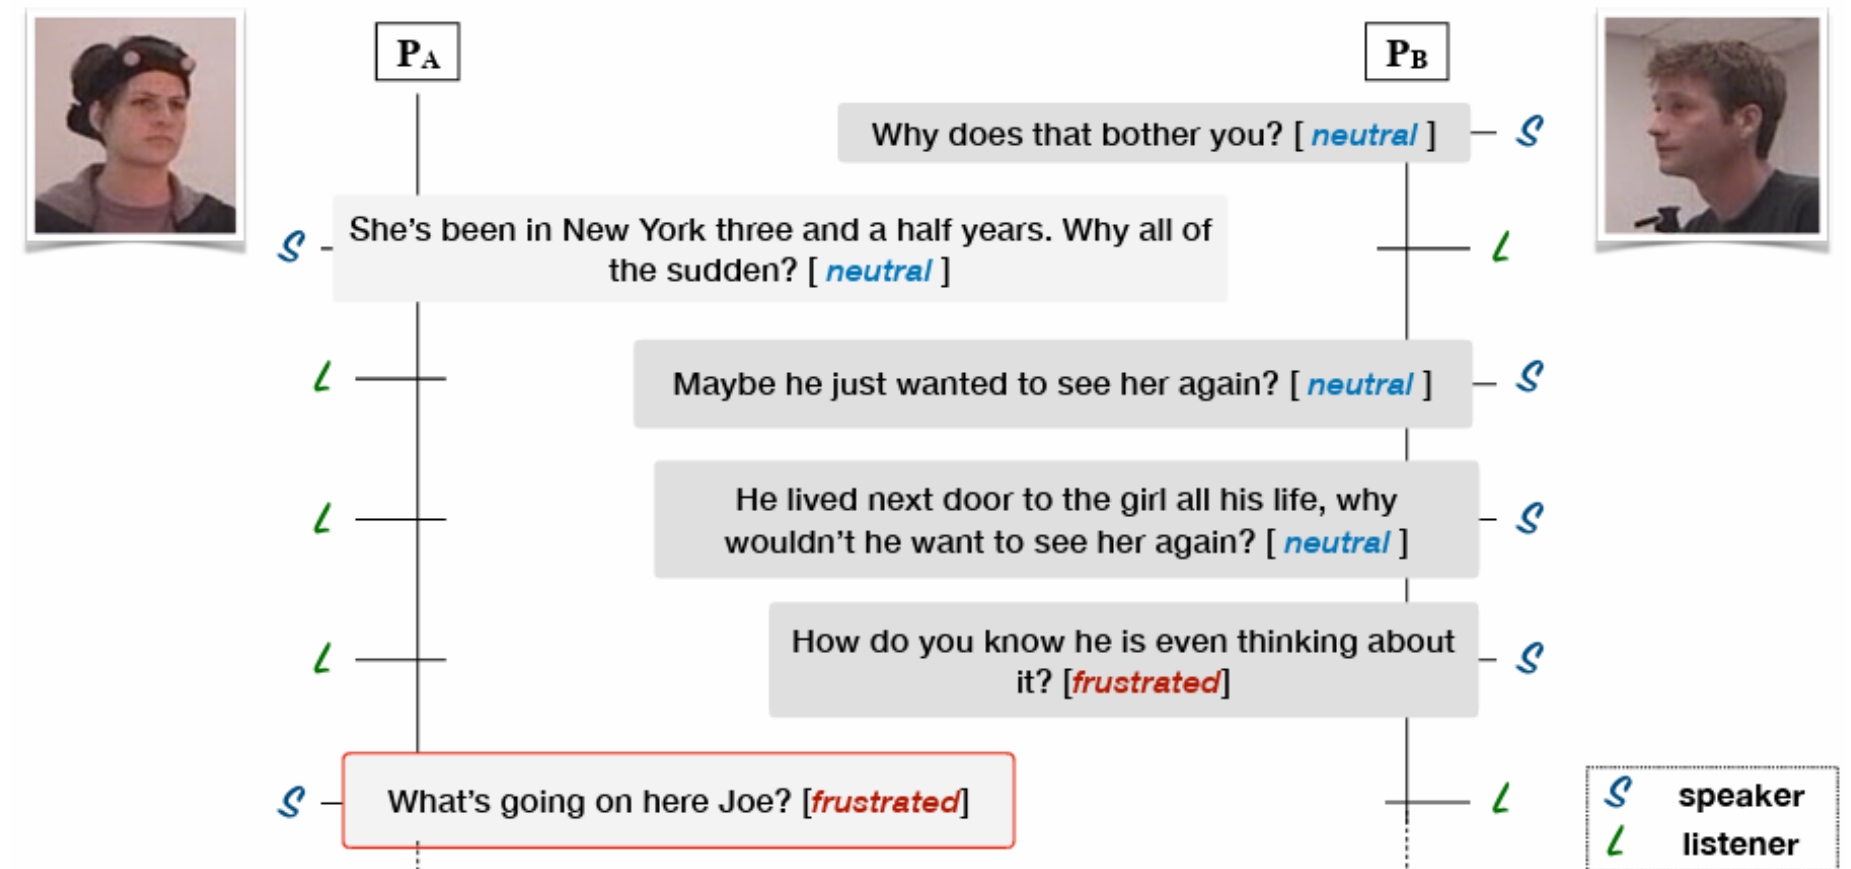 P_A
P_B
Why does that bother you? [ neutral ]
S
She's been in New York three and a half years. Why all of
the sudden? [ neutral ]
S
L
Maybe he just wanted to see her again? [ neutral ]
L
S
He lived next door to the girl all his life, why
wouldn't he want to see her again? [ neutral ]
L
S
How do you know he is even thinking about
it? [frustrated]
L
S
What's going on here Joe? [frustrated]
S
L
S speaker
L listener